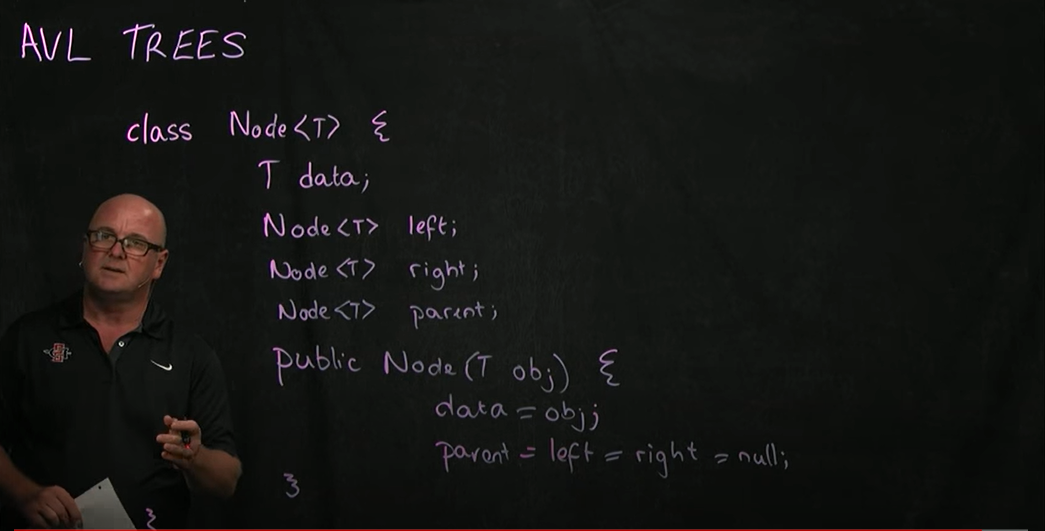 AVL TREES
class Node<T> {
T data;
Node<T> left;
Node<T> right;
Node<T> parent;
public Node(T obj) {
data = obj;
parent = left = right = null;
}
}